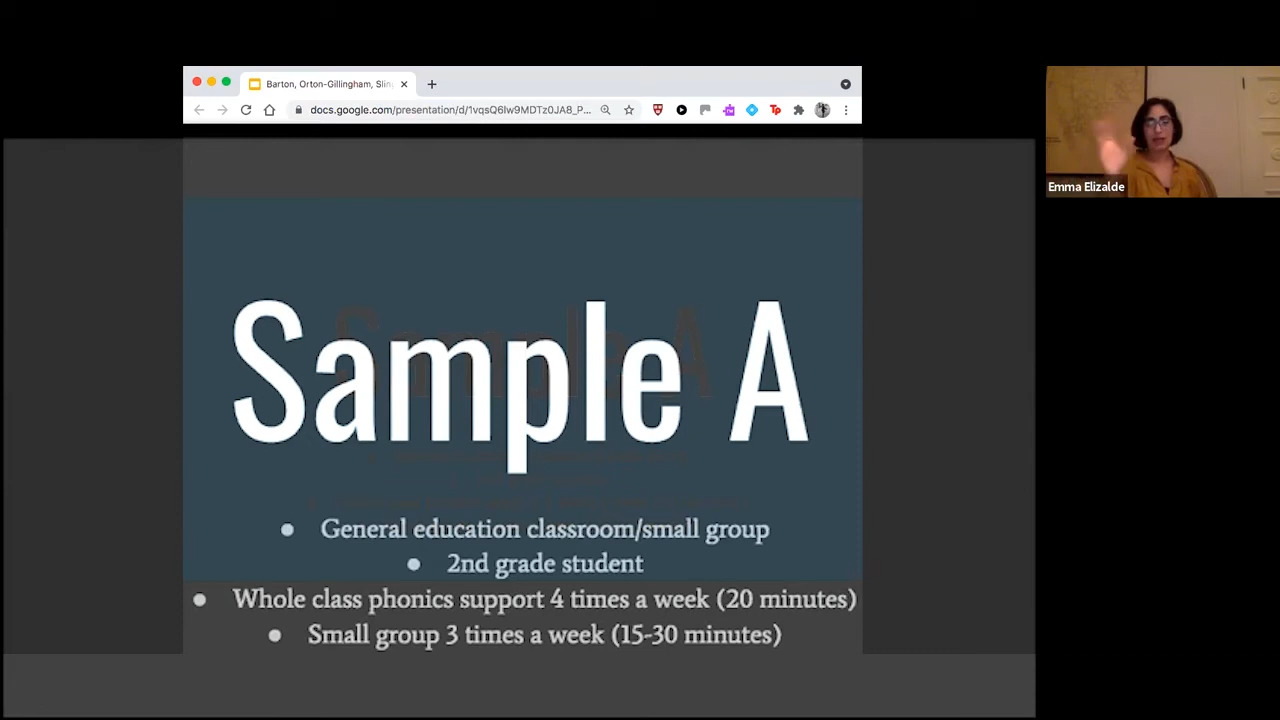 Barton, Orton-Gillingham, Slin
docs.google.com/presentation/d/1vqsQ6Iw9MDTz0JA8_P...
Emma Elizalde
Sample A
● General education classroom/small group
● 2nd grade student
● Whole class phonics support 4 times a week (20 minutes)
● Small group 3 times a week (15-30 minutes)